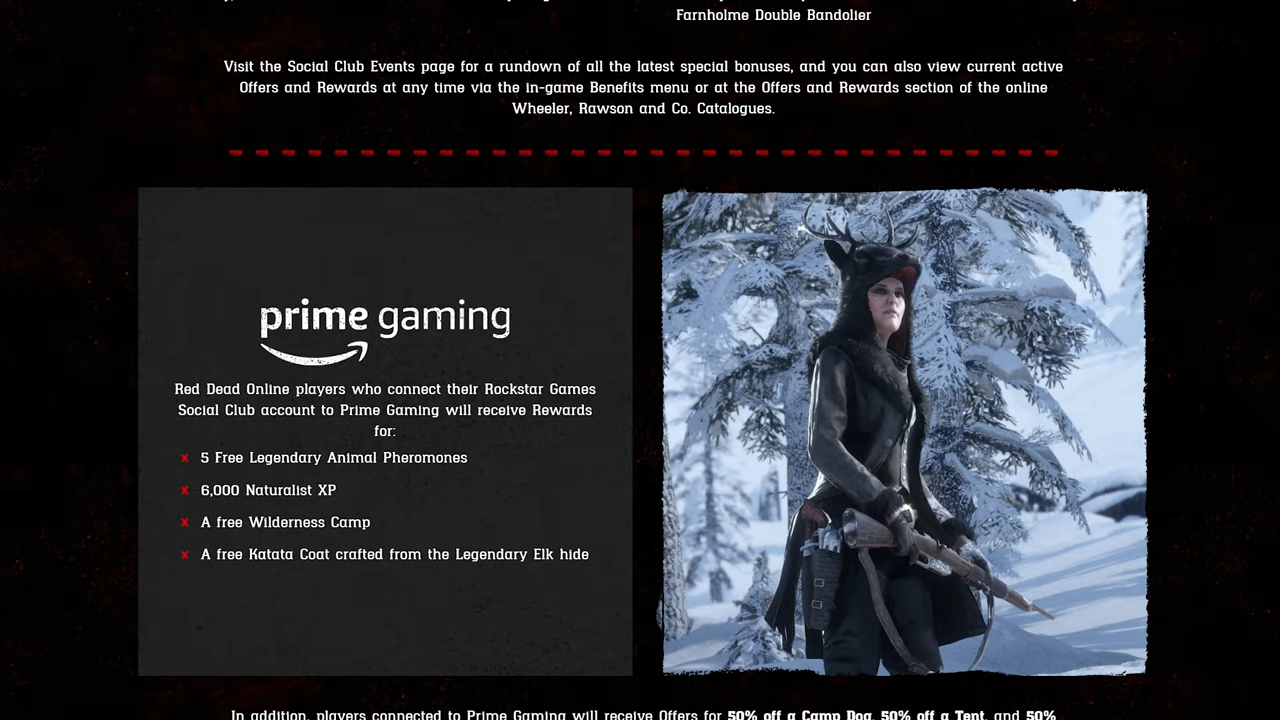 Farnholme Double Bandolier
Visit the Social Club Events page for a rundown of all the latest special bonuses, and you can also view current active
Offers and Rewards at any time via the in-game Benefits menu or at the Offers and Rewards section of the online
Wheeler, Rawson and Co. Catalogues.
prime gaming
Red Dead Online players who connect their Rockstar Games
Social Club account to Prime Gaming will receive Rewards
for:
x 5 Free Legendary Animal Pheromones
x 6,000 Naturalist XP
x A free Wilderness Camp
x A free Katata Coat crafted from the Legendary Elk hide
In addition, players connected to Prime Gaming will receive Offers for 50% off a Camp Dog, 50% off a Tent, and 50%